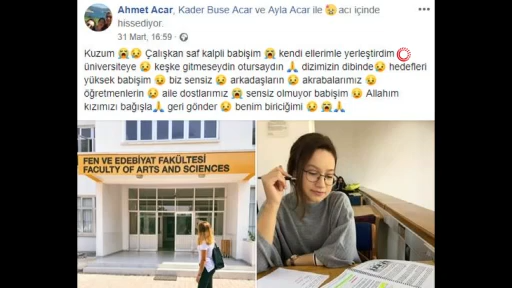 Ahmet Acar, Kader Buse Acar ve Ayla Acar ile 😢 acı içinde
hissediyor.
31 Mart, 16:59 ·
Kuzum 😭😥 Çalışkan saf kalpli babişim 😭 kendi ellerimle yerleştirdim
üniversiteye 😥 keşke gitmeseydin otursaydın 🙏 dizimizin dibinde😥 hedefleri
yüksek babişim 😥 biz sensiz 😥 arkadaşların 😥 akrabalarımız 😥
öğretmenlerin 😥 aile dostlarımız 😭 sensiz olmuyor babişim 😥 Allahım
kızımızı bağışla🙏 geri gönder 😥 benim biriciğimi 😥😭🙏
FEN VE EDEBİYAT FAKÜLTESİ
FACULTY OF ARTS AND SCIENCES